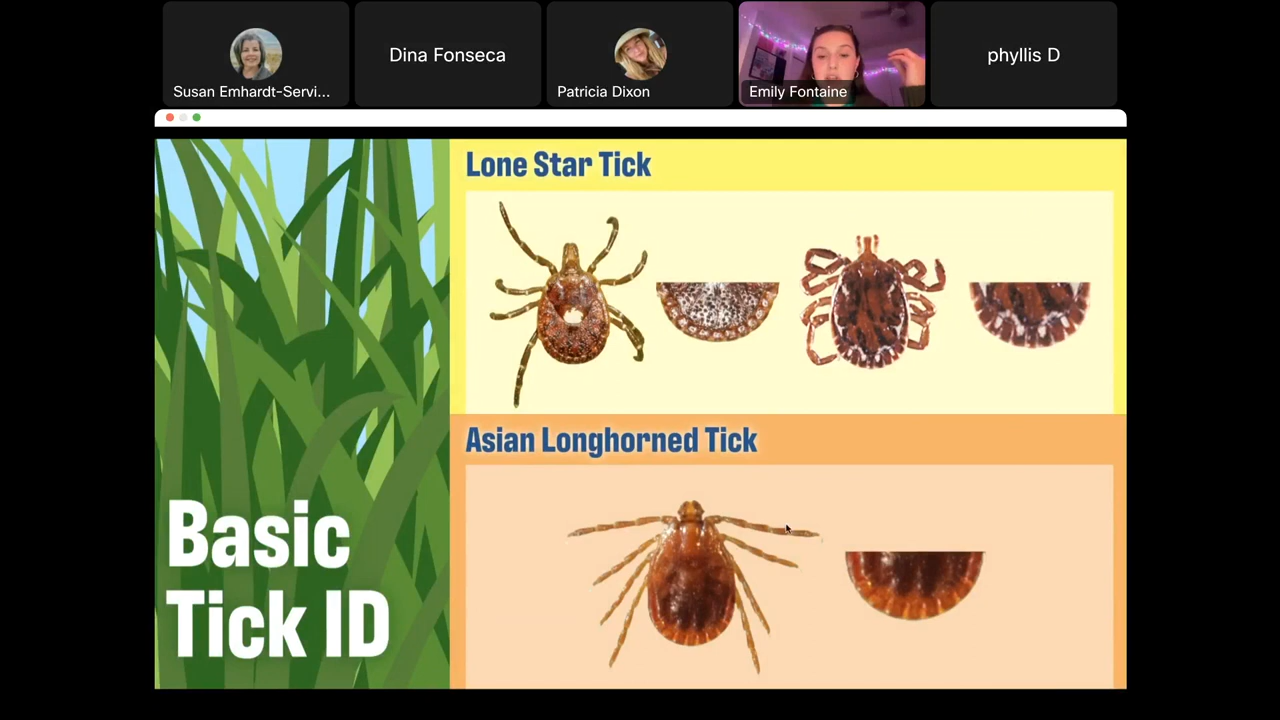 Susan Emhardt-Servi...
Dina Fonseca
Patricia Dixon
Emily Fontaine
phyllis D
Lone Star Tick
Asian Longhorned Tick
Basic
Tick ID